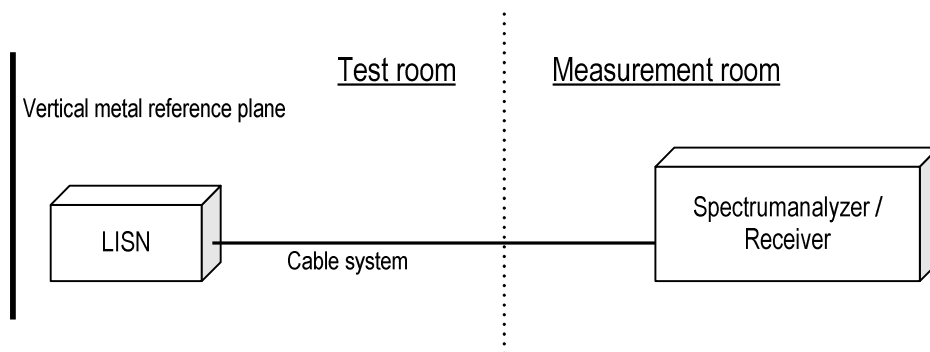 Test room
Measurement room
Vertical metal reference plane
LISN
Cable system
Spectrumanalyzer /
Receiver